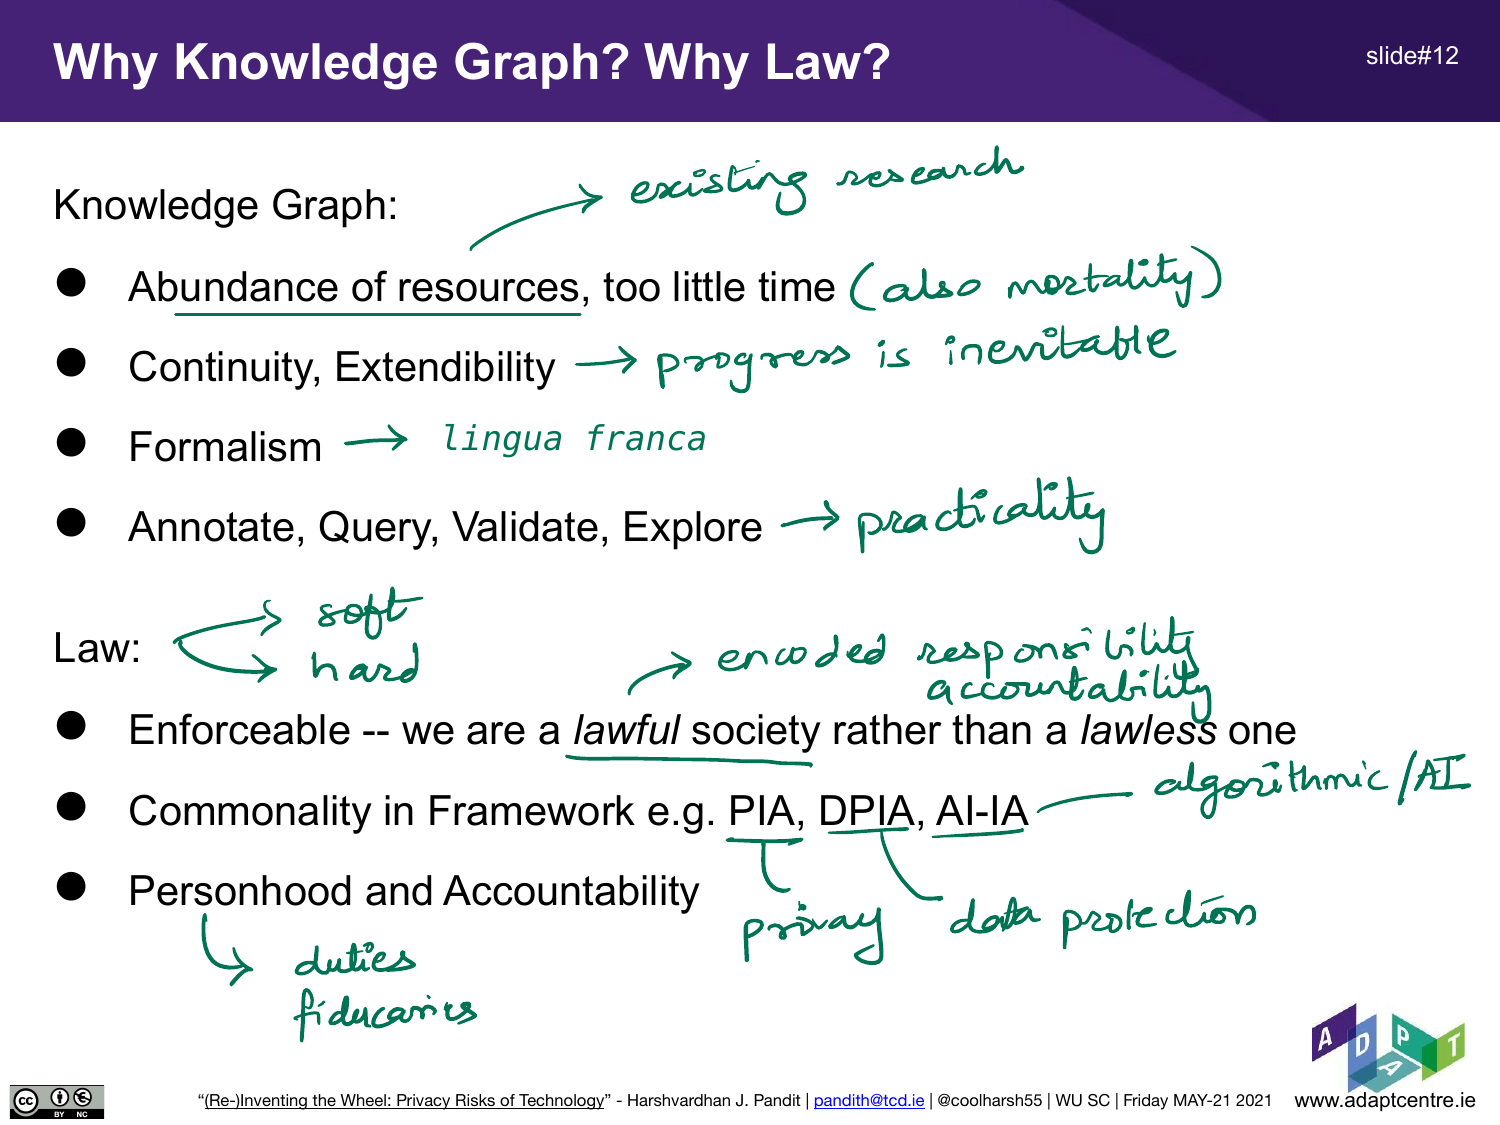 Why Knowledge Graph? Why Law?
slide#12
existing research
Knowledge Graph:
● Abundance of resources, too little time (also mortality)
● Continuity, Extendibility → progress is inevitable
● Formalism → lingua franca
● Annotate, Query, Validate, Explore → practicality
soft
Law:
hard
encoded responsibility
accountability
● Enforceable -- we are a lawful society rather than a lawless one
algorithmic/AI
● Commonality in Framework e.g. PIA, DPIA, AI-IA
● Personhood and Accountability
privay
data protection
duties
fiducaries
ADAPT
cc BY NC
“(Re-)Inventing the Wheel: Privacy Risks of Technology” - Harshvardhan J. Pandit | pandith@tcd.ie | @coolharsh55 | WU SC | Friday MAY-21 2021
www.adaptcentre.ie